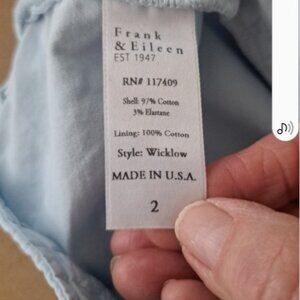 Frank
& Eileen
EST 1947
RN# 117409
Shell: 97% Cotton
3% Elastane
Lining: 100% Cotton
Style: Wicklow
MADE IN U.S.A.
2